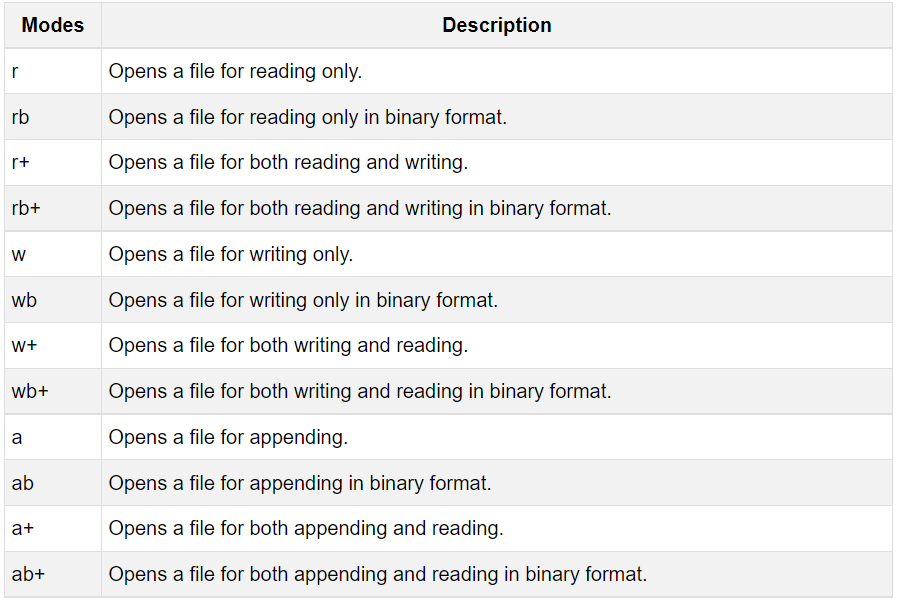 Modes Description
r Opens a file for reading only.
rb Opens a file for reading only in binary format.
r+ Opens a file for both reading and writing.
rb+ Opens a file for both reading and writing in binary format.
w Opens a file for writing only.
wb Opens a file for writing only in binary format.
w+ Opens a file for both writing and reading.
wb+ Opens a file for both writing and reading in binary format.
a Opens a file for appending.
ab Opens a file for appending in binary format.
a+ Opens a file for both appending and reading.
ab+ Opens a file for both appending and reading in binary format.